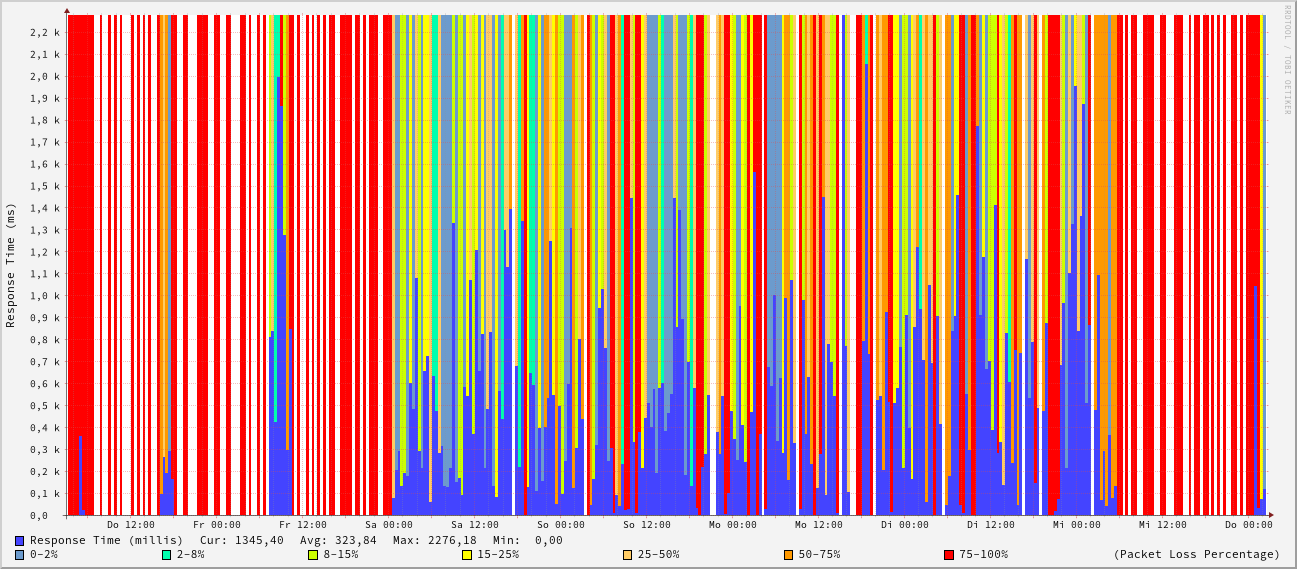 RRDTOOL / TOBI OETIKER
Response Time (ms)
2,2 k
2,1 k
2,0 k
1,9 k
1,8 k
1,7 k
1,6 k
1,5 k
1,4 k
1,3 k
1,2 k
1,1 k
1,0 k
0,9 k
0,8 k
0,7 k
0,6 k
0,5 k
0,4 k
0,3 k
0,2 k
0,1 k
0,0
Do 12:00 Fr 00:00 Fr 12:00 Sa 00:00 Sa 12:00 So 00:00 So 12:00 Mo 00:00 Mo 12:00 Di 00:00 Di 12:00 Mi 00:00 Mi 12:00 Do 00:00
Response Time (millis) Cur: 1345,40 Avg: 323,84 Max: 2276,18 Min: 0,00
0-2% 2-8% 8-15% 15-25% 25-50% 50-75% 75-100% (Packet Loss Percentage)